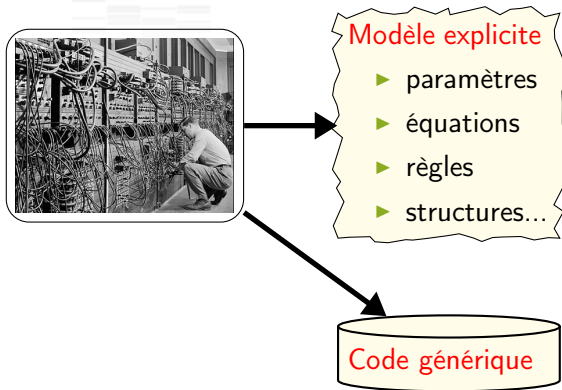 Modèle explicite
paramètres
équations
règles
structures...
Code générique